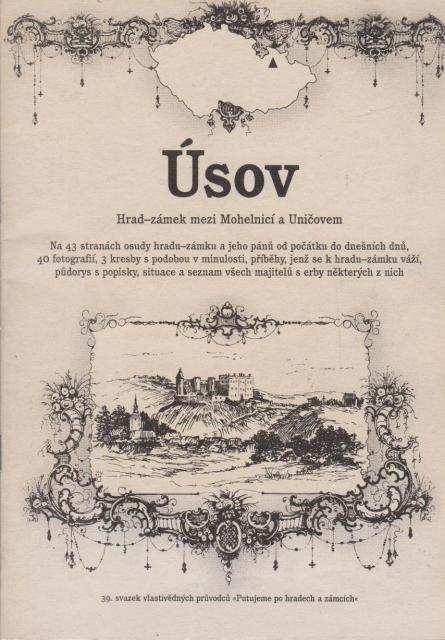 Úsov
Hrad–zámek mezi Mohelnicí a Uničovem
Na 43 stranách osudy hradu–zámku a jeho pánů od počátku do dnešních dnů,
40 fotografií, 3 kresby s podobou v minulosti, příběhy, jenž se k hradu–zámku váží,
půdorys s popisky, situace a seznam všech majitelů s erby některých z nich
39. svazek vlastivědných průvodců »Putujeme po hradech a zámcích«